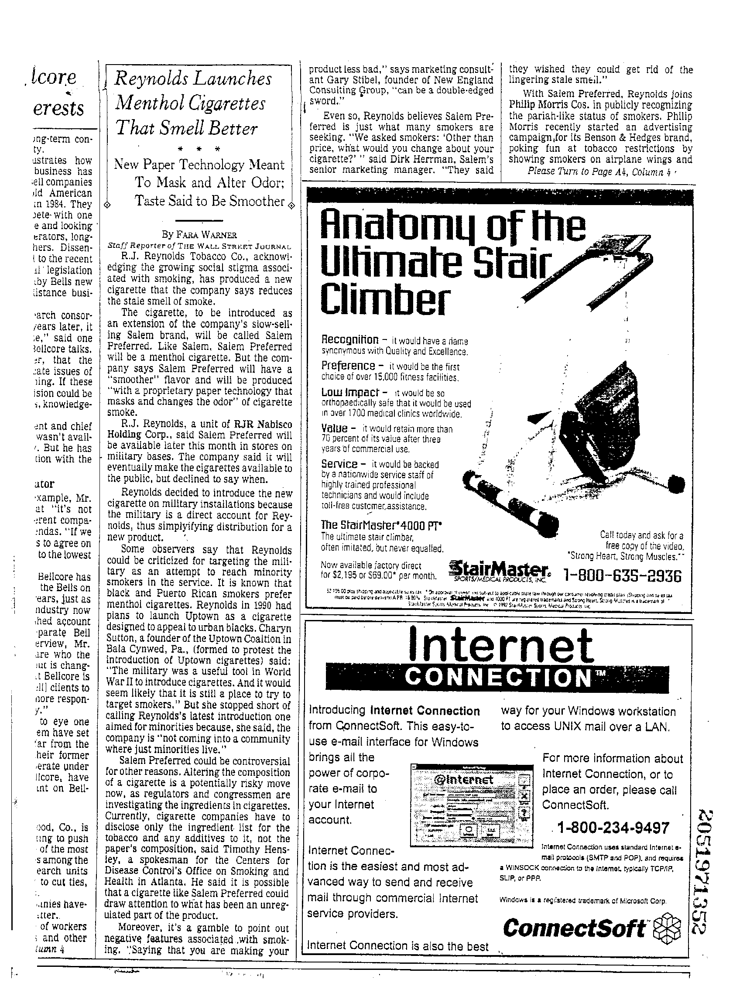 lcore
erests
ong-term con-
ty.
ustrates how
business has
ell companies
ld American
in 1984. They
pete with one
e and looking
erators, long-
hers. Dissen-
to the recent
legislation
by Bells new
distance busi-
arch consor-
years later, it
e," said one
Bellcore talks.
er, that the
cate issues of
ning. If these
ision could be
s, knowledge-
ent and chief
wasn't avail-
. But he has
tion with the
ator
example, Mr.
at "it's not
erent compa-
endas. "If we
s to agree on
to the lowest
Bellcore has
the Bells on
ears, just as
industry now
shed account
parate Bell
erview, Mr.
are who the
ut is chang-
t Bellcore is
ell] clients to
more respon-
y."
to eye one
em have set
far from the
heir former
erate under
llcore, have
int on Bell-
ood, Co., is
ing to push
of the most
s among the
earch units
to cut ties,
anies have
tter.
of workers
and other
lumn 4
Reynolds Launches
Menthol Cigarettes
That Smell Better
* * *
New Paper Technology Meant
To Mask and Alter Odor;
Taste Said to Be Smoother
By FARA WARNER
Staff Reporter of THE WALL STREET JOURNAL
R.J. Reynolds Tobacco Co., acknowl-
edging the growing social stigma associ-
ated with smoking, has produced a new
cigarette that the company says reduces
the stale smell of smoke.
The cigarette, to be introduced as
an extension of the company's slow-sell-
ing Salem brand, will be called Salem
Preferred. Like Salem, Salem Preferred
will be a menthol cigarette. But the com-
pany says Salem Preferred will have a
"smoother" flavor and will be produced
"with a proprietary paper technology that
masks and changes the odor" of cigarette
smoke.
R.J. Reynolds, a unit of RJR Nabisco
Holding Corp., said Salem Preferred will
be available later this month in stores on
military bases. The company said it will
eventually make the cigarettes available to
the public, but declined to say when.
Reynolds decided to introduce the new
cigarette on military installations because
the military is a direct account for Rey-
nolds, thus simplyifying distribution for a
new product.
Some observers say that Reynolds
could be criticized for targeting the mili-
tary as an attempt to reach minority
smokers in the service. It is known that
black and Puerto Rican smokers prefer
menthol cigarettes. Reynolds in 1990 had
plans to launch Uptown as a cigarette
designed to appeal to urban blacks. Charyn
Sutton, a founder of the Uptown Coalition in
Bala Cynwed, Pa., (formed to protest the
introduction of Uptown cigarettes) said:
"The military was a useful tool in World
War II to introduce cigarettes. And it would
seem likely that it is still a place to try to
target smokers." But she stopped short of
calling Reynolds's latest introduction one
aimed for minorities because, she said, the
company is "not coming into a community
where just minorities live."
Salem Preferred could be controversial
for other reasons. Altering the composition
of a cigarette is a potentially risky move
now, as regulators and congressmen are
investigating the ingredients in cigarettes.
Currently, cigarette companies have to
disclose only the ingredient list for the
tobacco and any additives to it, not the
paper's composition, said Timothy Hens-
ley, a spokesman for the Centers for
Disease Control's Office on Smoking and
Health in Atlanta. He said it is possible
that a cigarette like Salem Preferred could
draw attention to what has been an unreg-
ulated part of the product.
Moreover, it's a gamble to point out
negative features associated with smok-
ing. "Saying that you are making your
product less bad," says marketing consult-
ant Gary Stibel, founder of New England
Consulting Group, "can be a double-edged
sword."
Even so, Reynolds believes Salem Pre-
ferred is just what many smokers are
seeking. "We asked smokers: 'Other than
price, what would you change about your
cigarette?' " said Dirk Herrman, Salem's
senior marketing manager. "They said
they wished they could get rid of the
lingering stale smell."
With Salem Preferred, Reynolds joins
Philip Morris Cos. in publicly recognizing
the pariah-like status of smokers. Philip
Morris recently started an advertising
campaign for its Benson & Hedges brand,
poking fun at tobacco restrictions by
showing smokers on airplane wings and
Please Turn to Page A4, Column 4
Anatomy of the
Ultimate Stair
Climber
Recognition – it would have a name
synonymous with Quality and Excellence.
Preference – it would be the first
choice of over 15,000 fitness facilities.
Low Impact – it would be so
orthopaedically safe that it would be used
in over 1700 medical clinics worldwide.
Value – it would retain more than
70 percent of its value after three
years of commercial use.
Service – it would be backed
by a nationwide service staff of
highly trained professional
technicians and would include
toll-free customer assistance.
The StairMaster® 4000 PT®
The ultimate stair climber,
often imitated, but never equalled.
Now available factory direct
for $2,195 or $69.00* per month.
Call today and ask for a
free copy of the video,
"Strong Heart, Strong Muscles."
StairMaster®
SPORTS/MEDICAL PRODUCTS, INC.
1-800-635-2936
Internet
CONNECTION™
Introducing Internet Connection
from ConnectSoft. This easy-to-
use e-mail interface for Windows
brings all the
power of corpo-
rate e-mail to
your Internet
account.
Internet Connec-
tion is the easiest and most ad-
vanced way to send and receive
mail through commercial Internet
service providers.
Internet Connection is also the best
way for your Windows workstation
to access UNIX mail over a LAN.
@Internet
For more information about
Internet Connection, or to
place an order, please call
ConnectSoft.
1-800-234-9497
Internet Connection uses standard Internet e-
mail protocols (SMTP and POP), and requires
a WINSOCK connection to the Internet, typically TCP/IP,
SLIP, or PPP.
Windows is a registered trademark of Microsoft Corp.
ConnectSoft™
2051971352